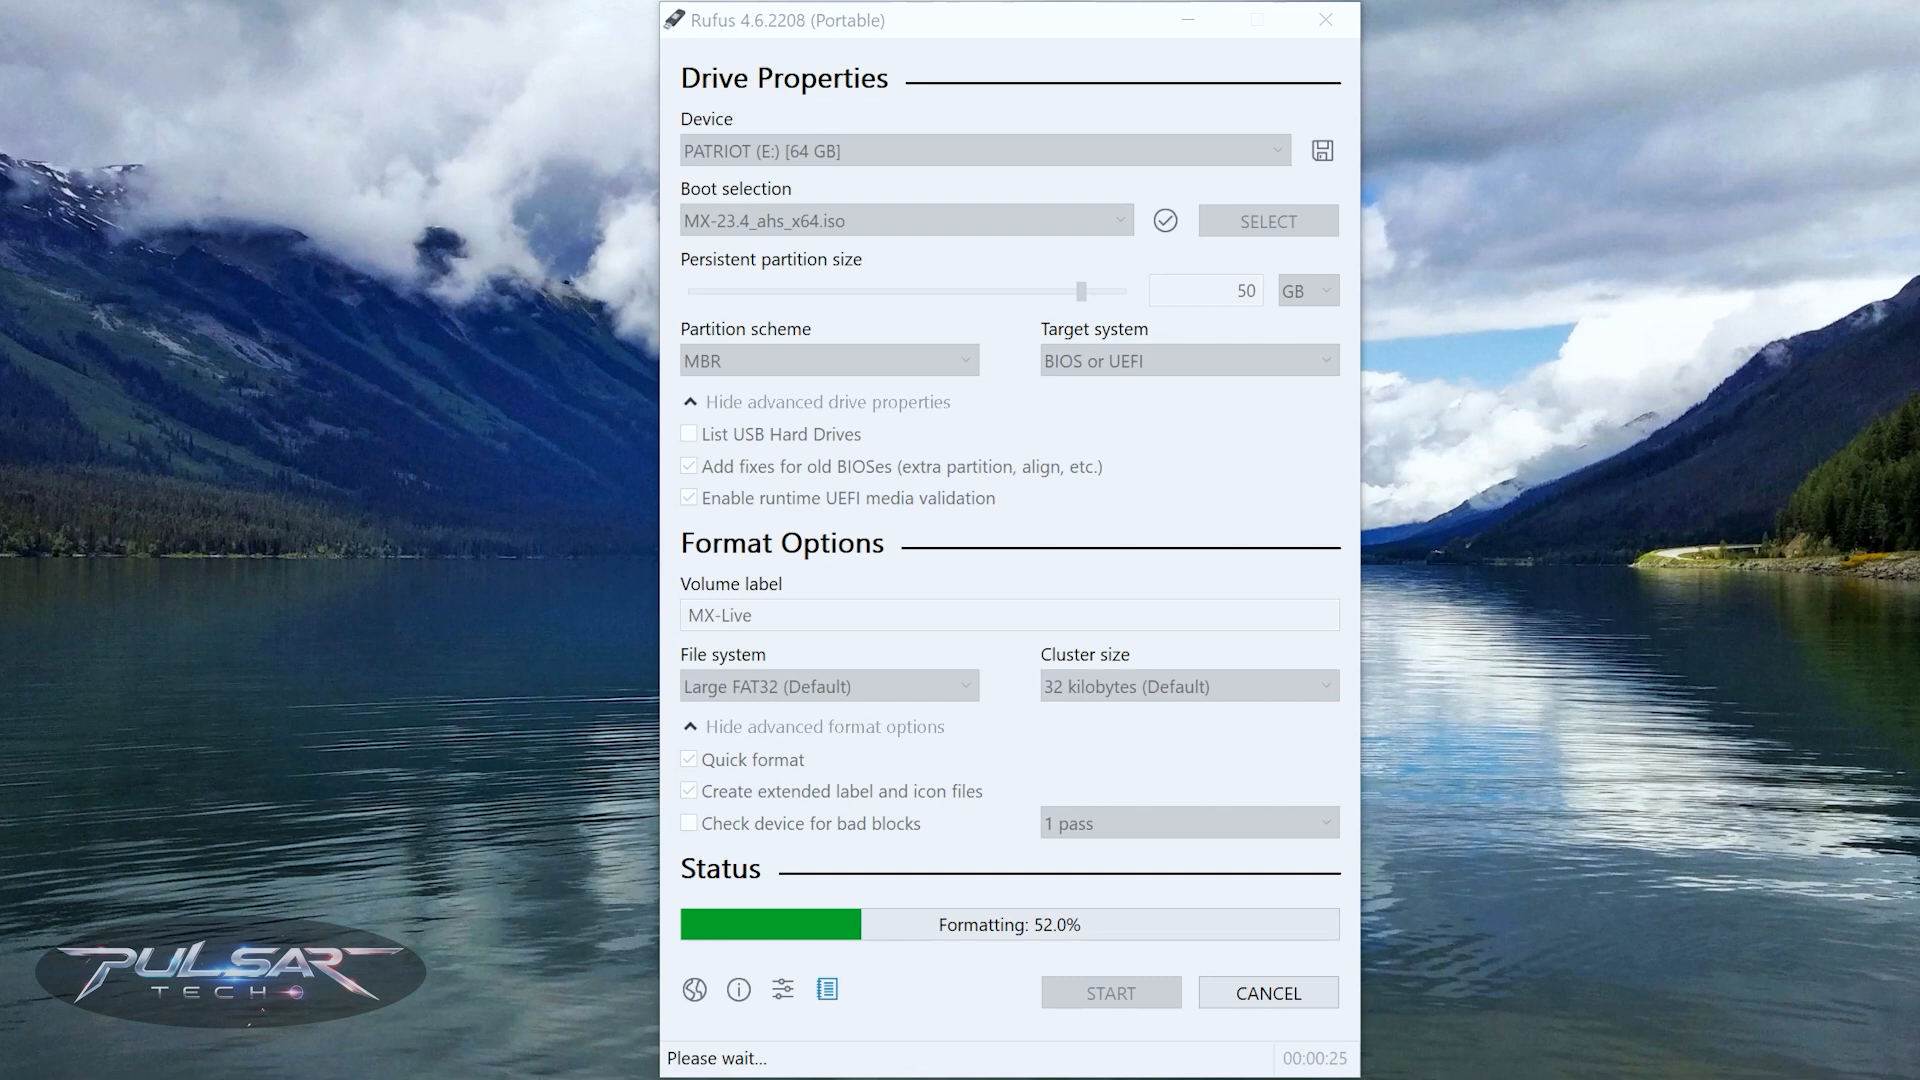 Rufus 4.6.2208 (Portable)
Drive Properties
Device
PATRIOT (E:) [64 GB]
Boot selection
MX-23.4_ahs_x64.iso
SELECT
Persistent partition size
50
GB
Partition scheme
Target system
MBR
BIOS or UEFI
Hide advanced drive properties
List USB Hard Drives
Add fixes for old BIOSes (extra partition, align, etc.)
Enable runtime UEFI media validation
Format Options
Volume label
MX-Live
File system
Cluster size
Large FAT32 (Default)
32 kilobytes (Default)
Hide advanced format options
Quick format
Create extended label and icon files
Check device for bad blocks
1 pass
Status
Formatting: 52.0%
START
CANCEL
Please wait...
00:00:25
PULSAR
TECH